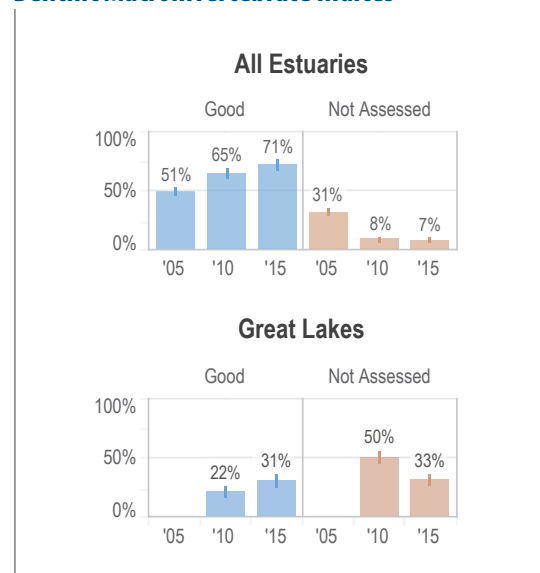 All Estuaries
Good Not Assessed
100%
50%
0%
51% 65% 71% 31% 8% 7%
'05 '10 '15 '05 '10 '15
Great Lakes
Good Not Assessed
100%
50%
0%
22% 31% 50% 33%
'05 '10 '15 '05 '10 '15